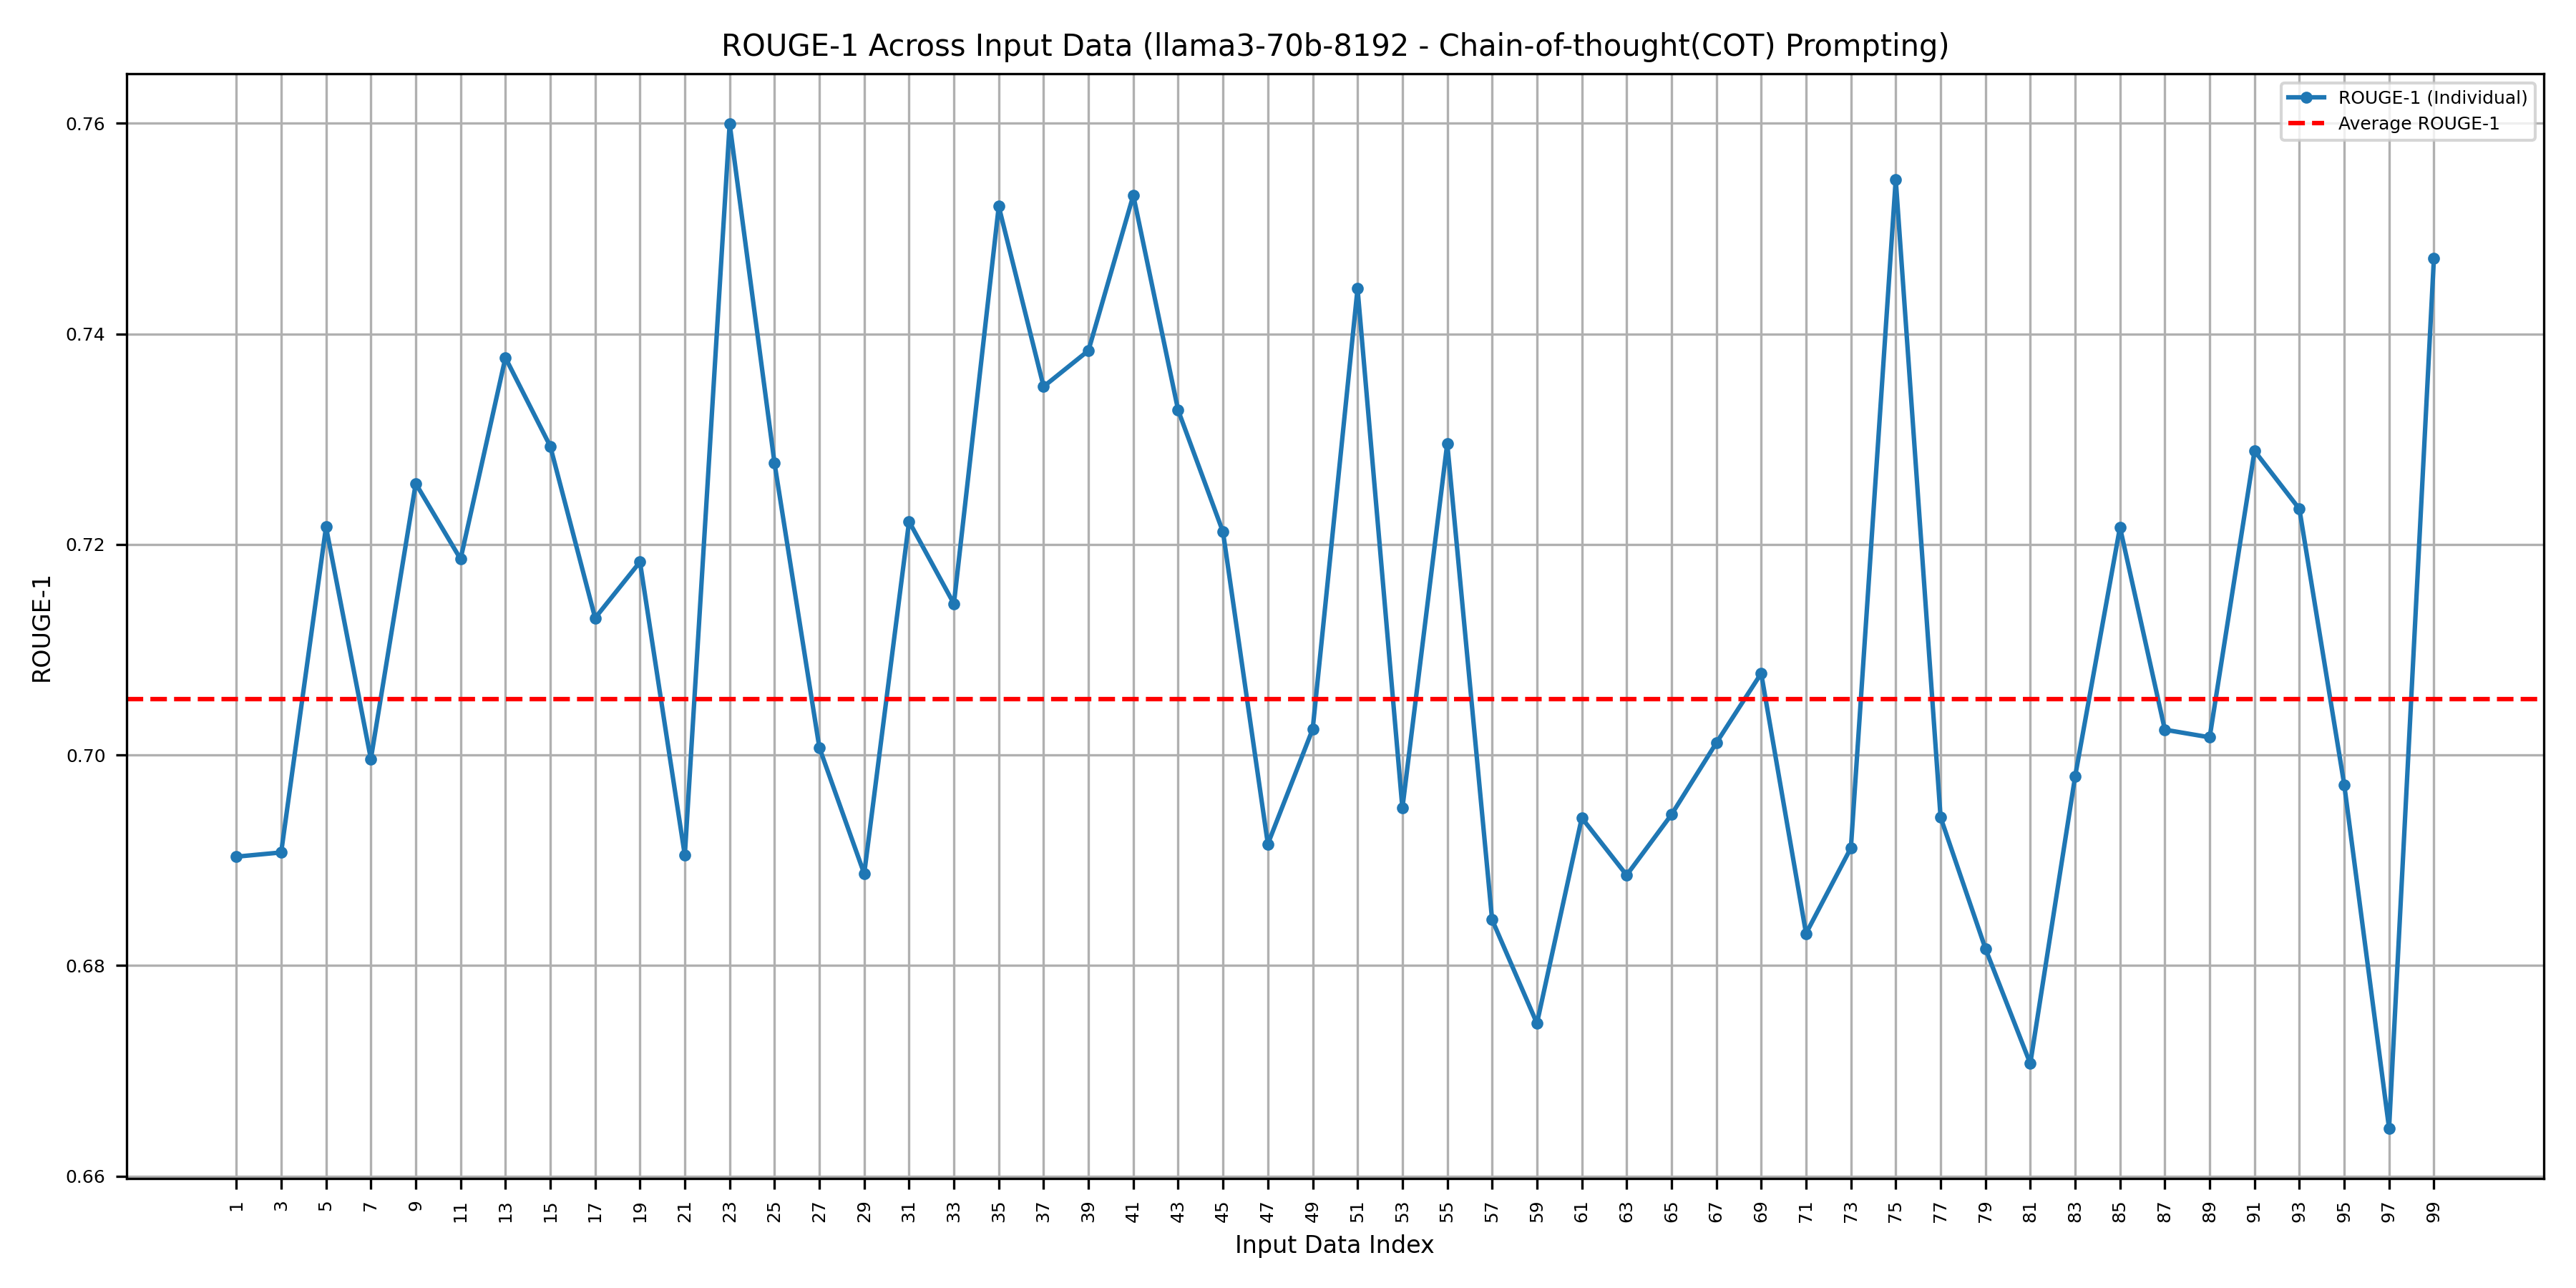 ROUGE-1 Across Input Data (llama3-70b-8192 - Chain-of-thought(COT) Prompting)
ROUGE-1 (Individual)
Average ROUGE-1
0.76
0.74
0.72
0.70
0.68
0.66
ROUGE-1
1 3 5 7 9 11 13 15 17 19 21 23 25 27 29 31 33 35 37 39 41 43 45 47 49 51 53 55 57 59 61 63 65 67 69 71 73 75 77 79 81 83 85 87 89 91 93 95 97 99
Input Data Index